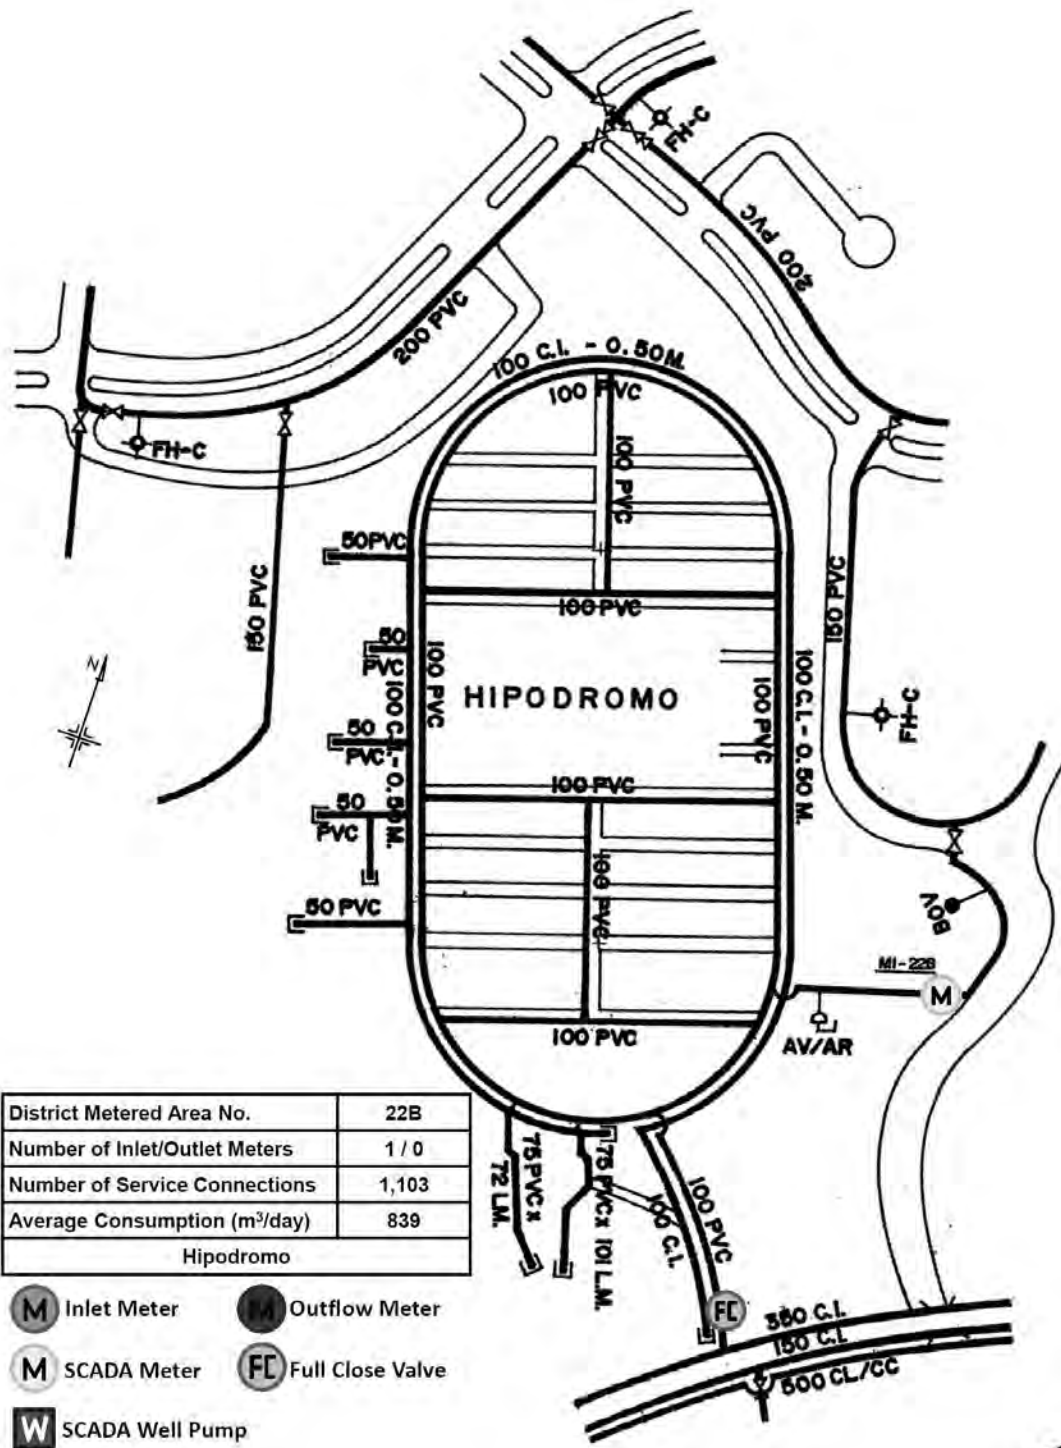 FH-C
200 PVC
200 PVC
100 C.I. - 0.50M.
100 PVC
FH-C
100 PVC
50PVC
150 PVC
150 PVC
100 PVC
50
PVC
100 PVC
HIPODROMO
100 PVC
100 C.I. - 0.50 M.
FH-C
N
50
PVC
100 C.I. - 0.50M.
100 PVC
50
PVC
100 PVC
50 PVC
BOV
MI-22B
M
AV/AR
100 PVC
District Metered Area No. 22B
Number of Inlet/Outlet Meters 1 / 0
Number of Service Connections 1,103
Average Consumption (m³/day) 839
Hipodromo
75PVC x
72 L.M.
75 PVC x 101 L.M.
100 C.I.
100 PVC
FC
350 C.I.
150 C.I.
500 CL/CC
M Inlet Meter
M Outflow Meter
M SCADA Meter
FC Full Close Valve
W SCADA Well Pump